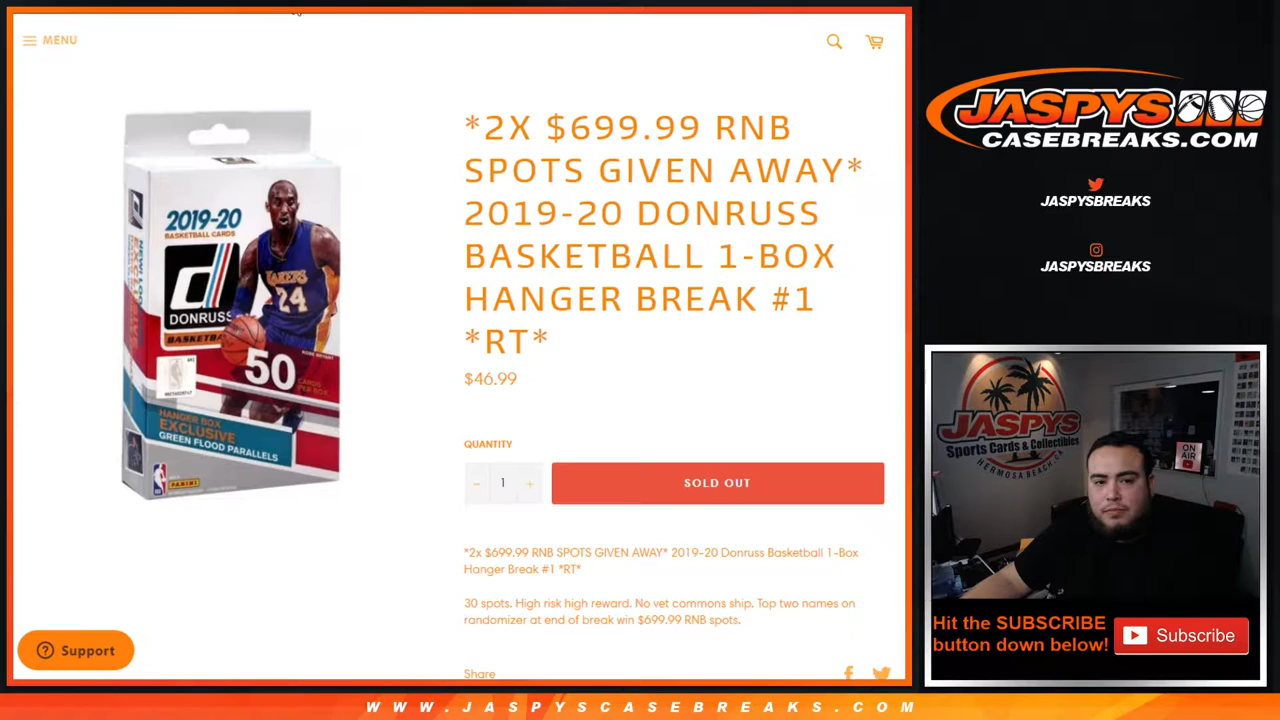 MENU
*2X $699.99 RNB
SPOTS GIVEN AWAY*
2019-20 DONRUSS
BASKETBALL 1-BOX
HANGER BREAK #1
*RT*
$46.99
QUANTITY
− 1 +
SOLD OUT
*2x $699.99 RNB SPOTS GIVEN AWAY* 2019-20 Donruss Basketball 1-Box
Hanger Break #1 *RT*
30 spots. High risk high reward. No vet commons ship. Top two names on
randomizer at end of break win $699.99 RNB spots.
Share
Support
2019-20
BASKETBALL CARDS
d
DONRUSS
LAKERS
24
50
CARDS
PER BOX
HANGER BOX
EXCLUSIVE
GREEN FLOOD PARALLELS
PANINI
JASPYS
CASEBREAKS.COM
JASPYSBREAKS
JASPYSBREAKS
JASPYS
Sports Cards & Collectibles
HERMOSA BEACH, CA
ON
AIR
Hit the SUBSCRIBE
button down below!
Subscribe
WWW.JASPYSCASEBREAKS.COM